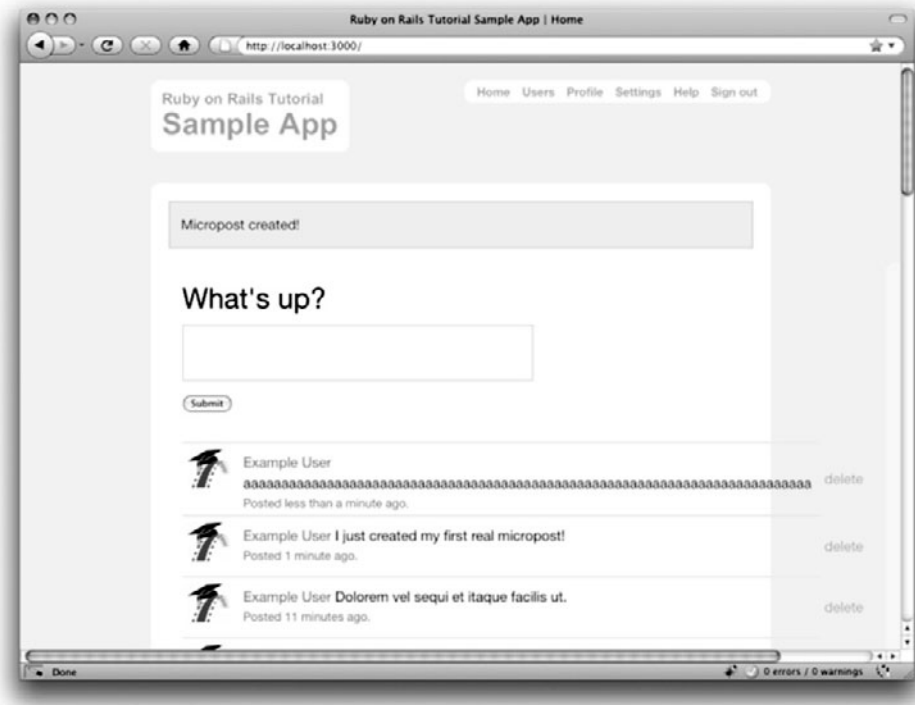 Ruby on Rails Tutorial Sample App | Home
http://localhost:3000/
Ruby on Rails Tutorial
Sample App
Home Users Profile Settings Help Sign out
Micropost created!
What's up?
Submit
Example User
aaaaaaaaaaaaaaaaaaaaaaaaaaaaaaaaaaaaaaaaaaaaaaaaaaaaaaaaaaaaaaaaaaaaaaaaaaaaaaa
delete
Posted less than a minute ago.
Example User I just created my first real micropost!
Posted 1 minute ago.
delete
Example User Dolorem vel sequi et itaque facilis ut.
Posted 11 minutes ago.
delete
Done
0 errors / 0 warnings